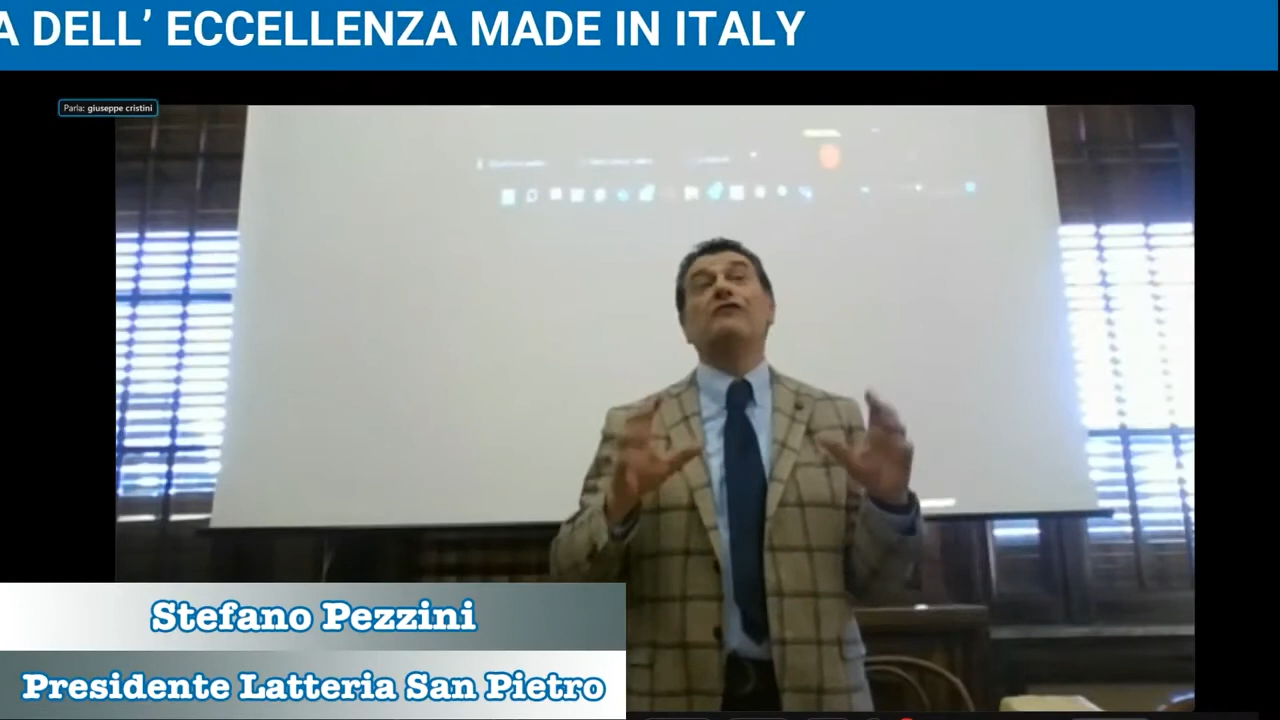 A DELL’ ECCELLENZA MADE IN ITALY
Parla: giuseppe cristini
Stefano Pezzini
Presidente Latteria San Pietro